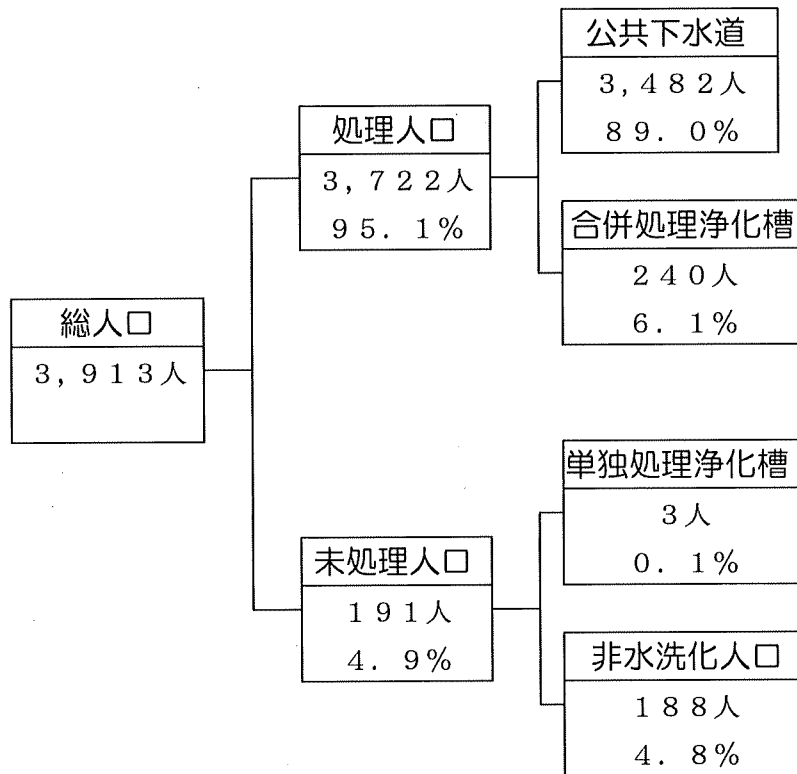 総人口
3,913人
処理人口
3,722人
95.1%
公共下水道
3,482人
89.0%
合併処理浄化槽
240人
6.1%
未処理人口
191人
4.9%
単独処理浄化槽
3人
0.1%
非水洗化人口
188人
4.8%